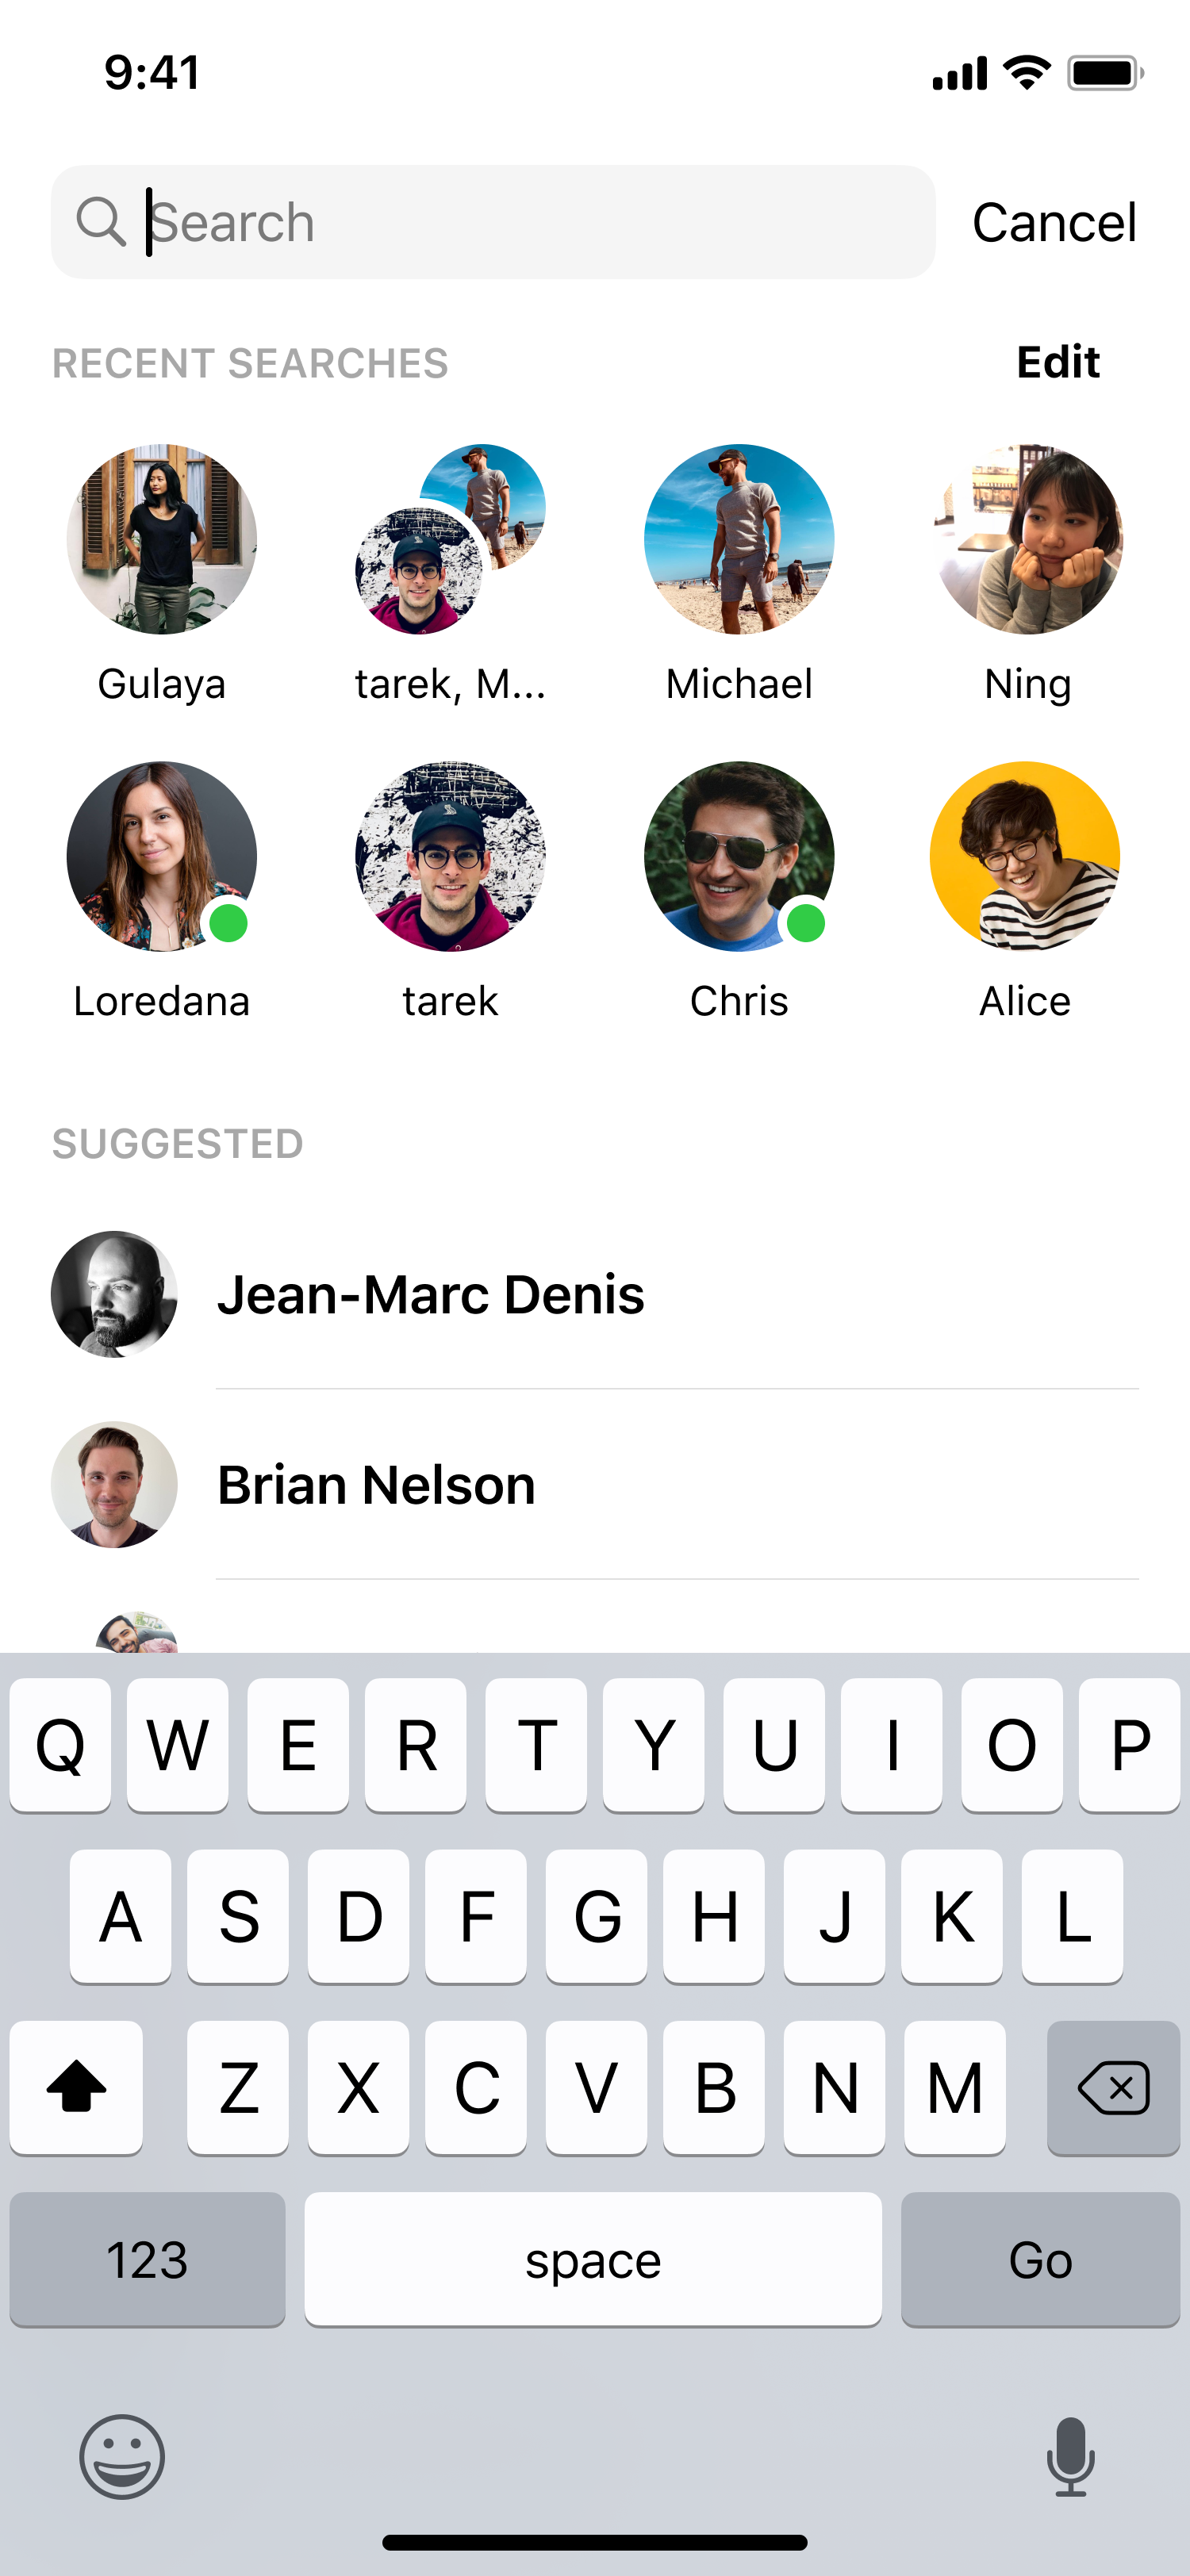 9:41
Search
Cancel
RECENT SEARCHES
Edit
Gulaya
tarek, M...
Michael
Ning
Loredana
tarek
Chris
Alice
SUGGESTED
Jean-Marc Denis
Brian Nelson
Q W E R T Y U I O P
A S D F G H J K L
Z X C V B N M
123 space Go